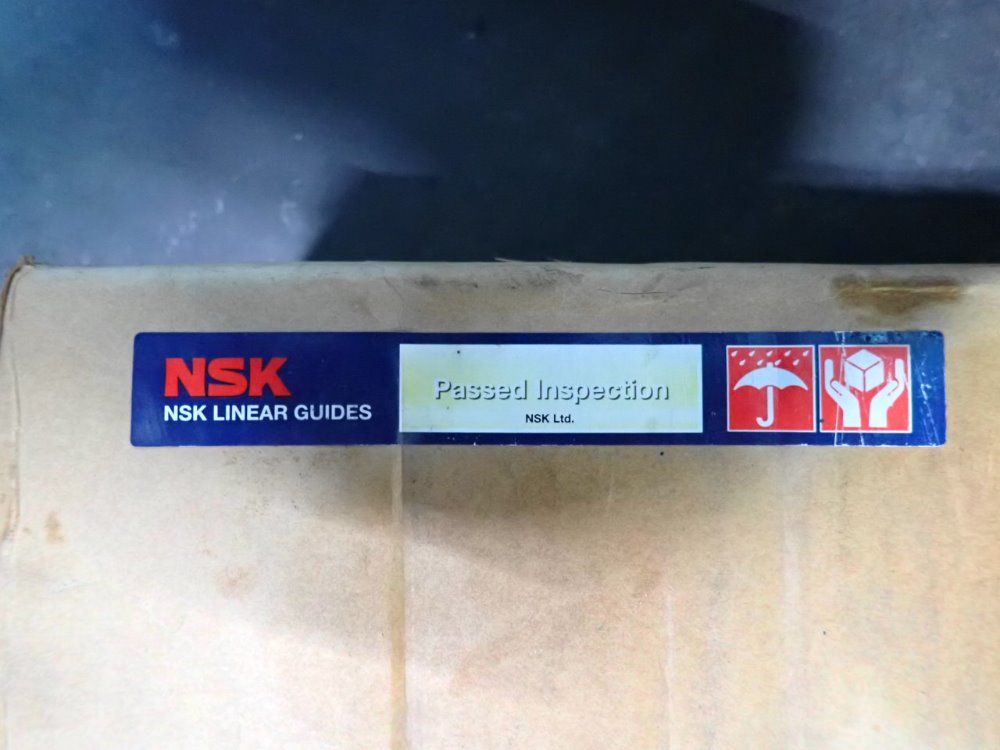 NSK
NSK LINEAR GUIDES
Passed Inspection
NSK Ltd.